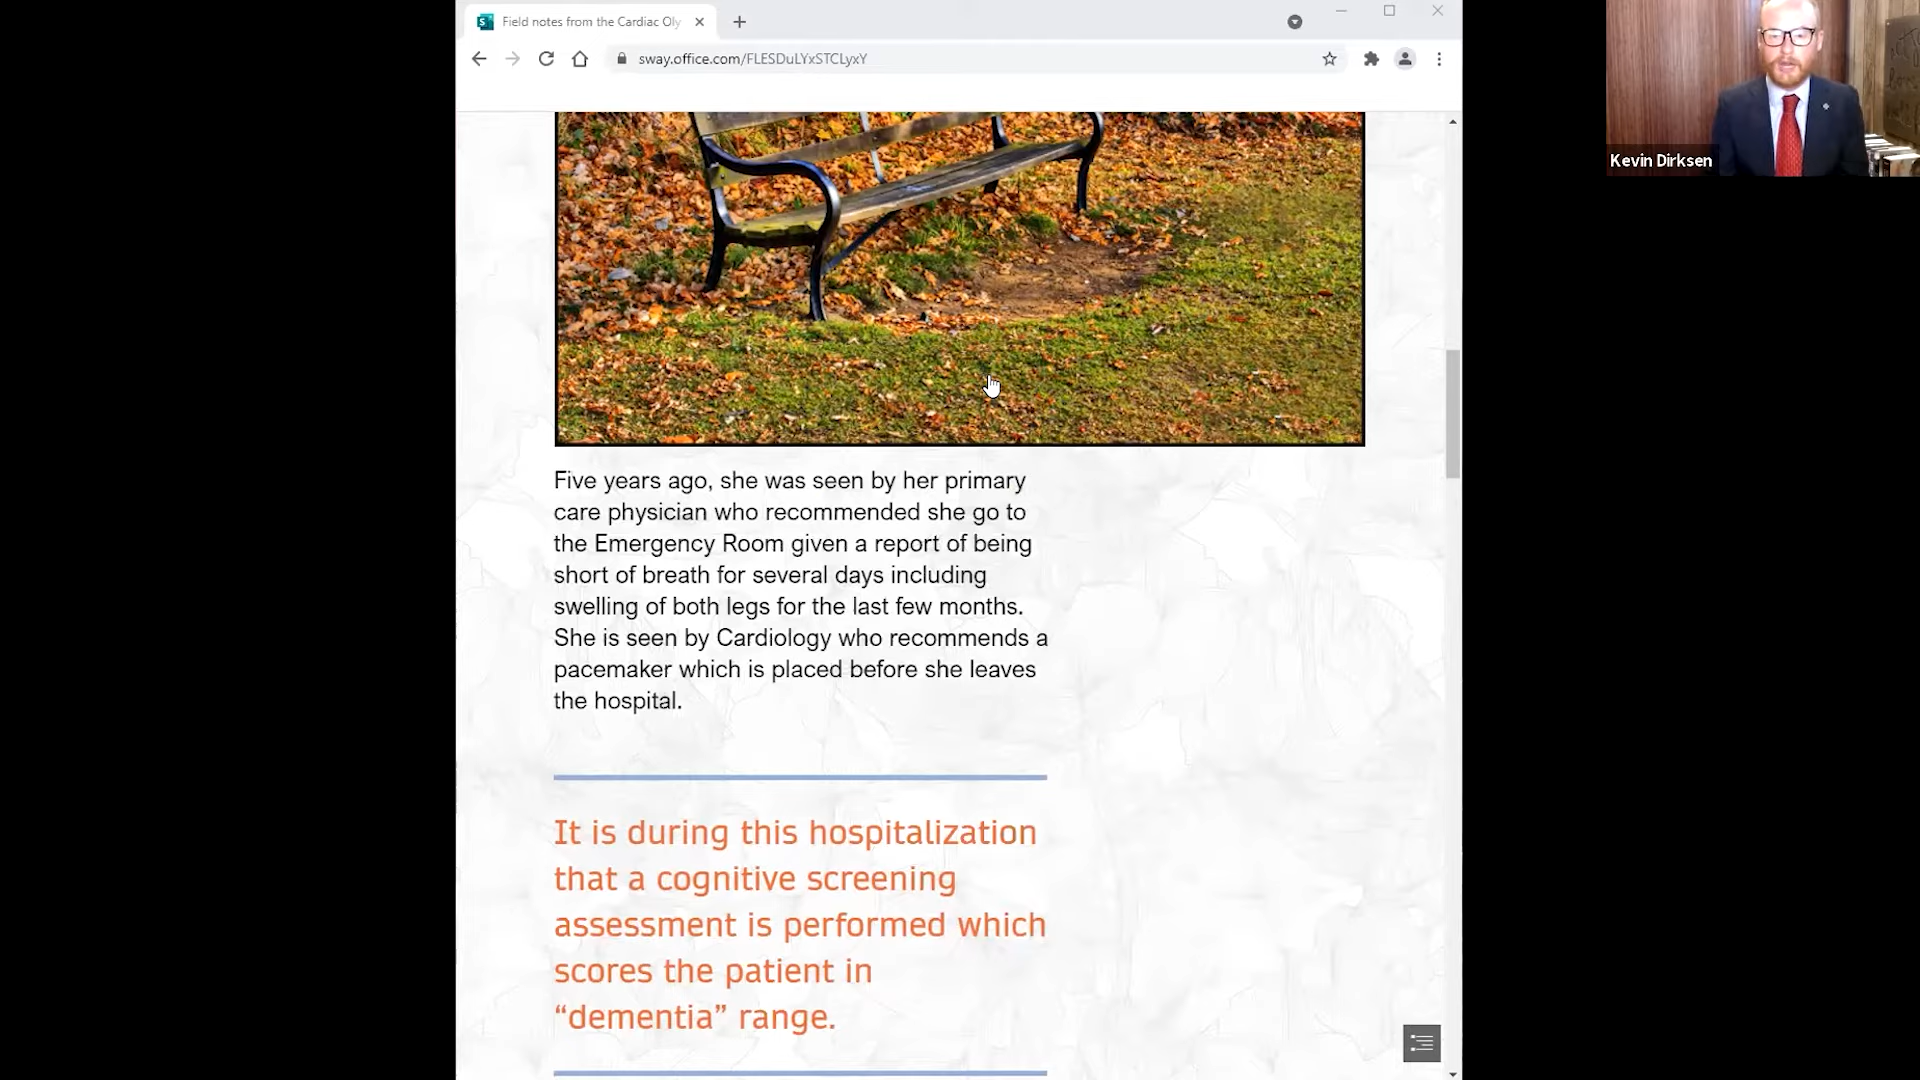 Field notes from the Cardiac Oly
sway.office.com/FLESDuLYxSTCLyxY
Kevin Dirksen
Five years ago, she was seen by her primary
care physician who recommended she go to
the Emergency Room given a report of being
short of breath for several days including
swelling of both legs for the last few months.
She is seen by Cardiology who recommends a
pacemaker which is placed before she leaves
the hospital.
It is during this hospitalization
that a cognitive screening
assessment is performed which
scores the patient in
“dementia” range.